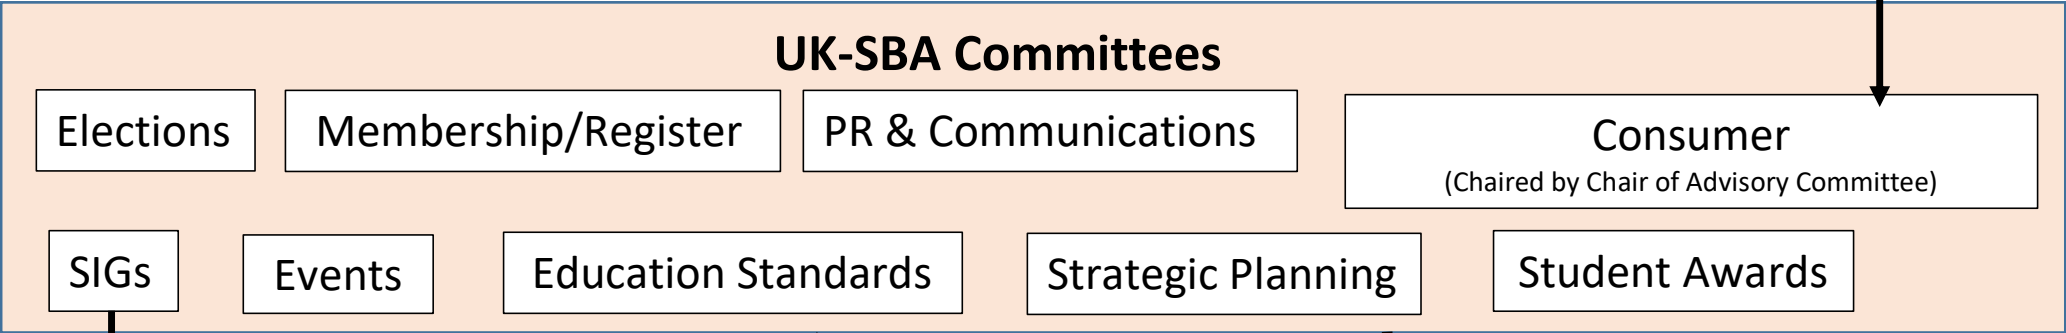 UK-SBA Committees
Elections
Membership/Register
PR & Communications
Consumer
(Chaired by Chair of Advisory Committee)
SIGs
Events
Education Standards
Strategic Planning
Student Awards